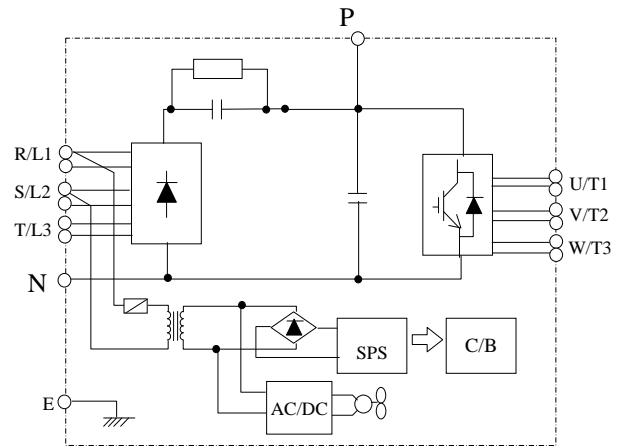 P
R/L1
S/L2
T/L3
U/T1
V/T2
W/T3
N
SPS
C/B
E
AC/DC